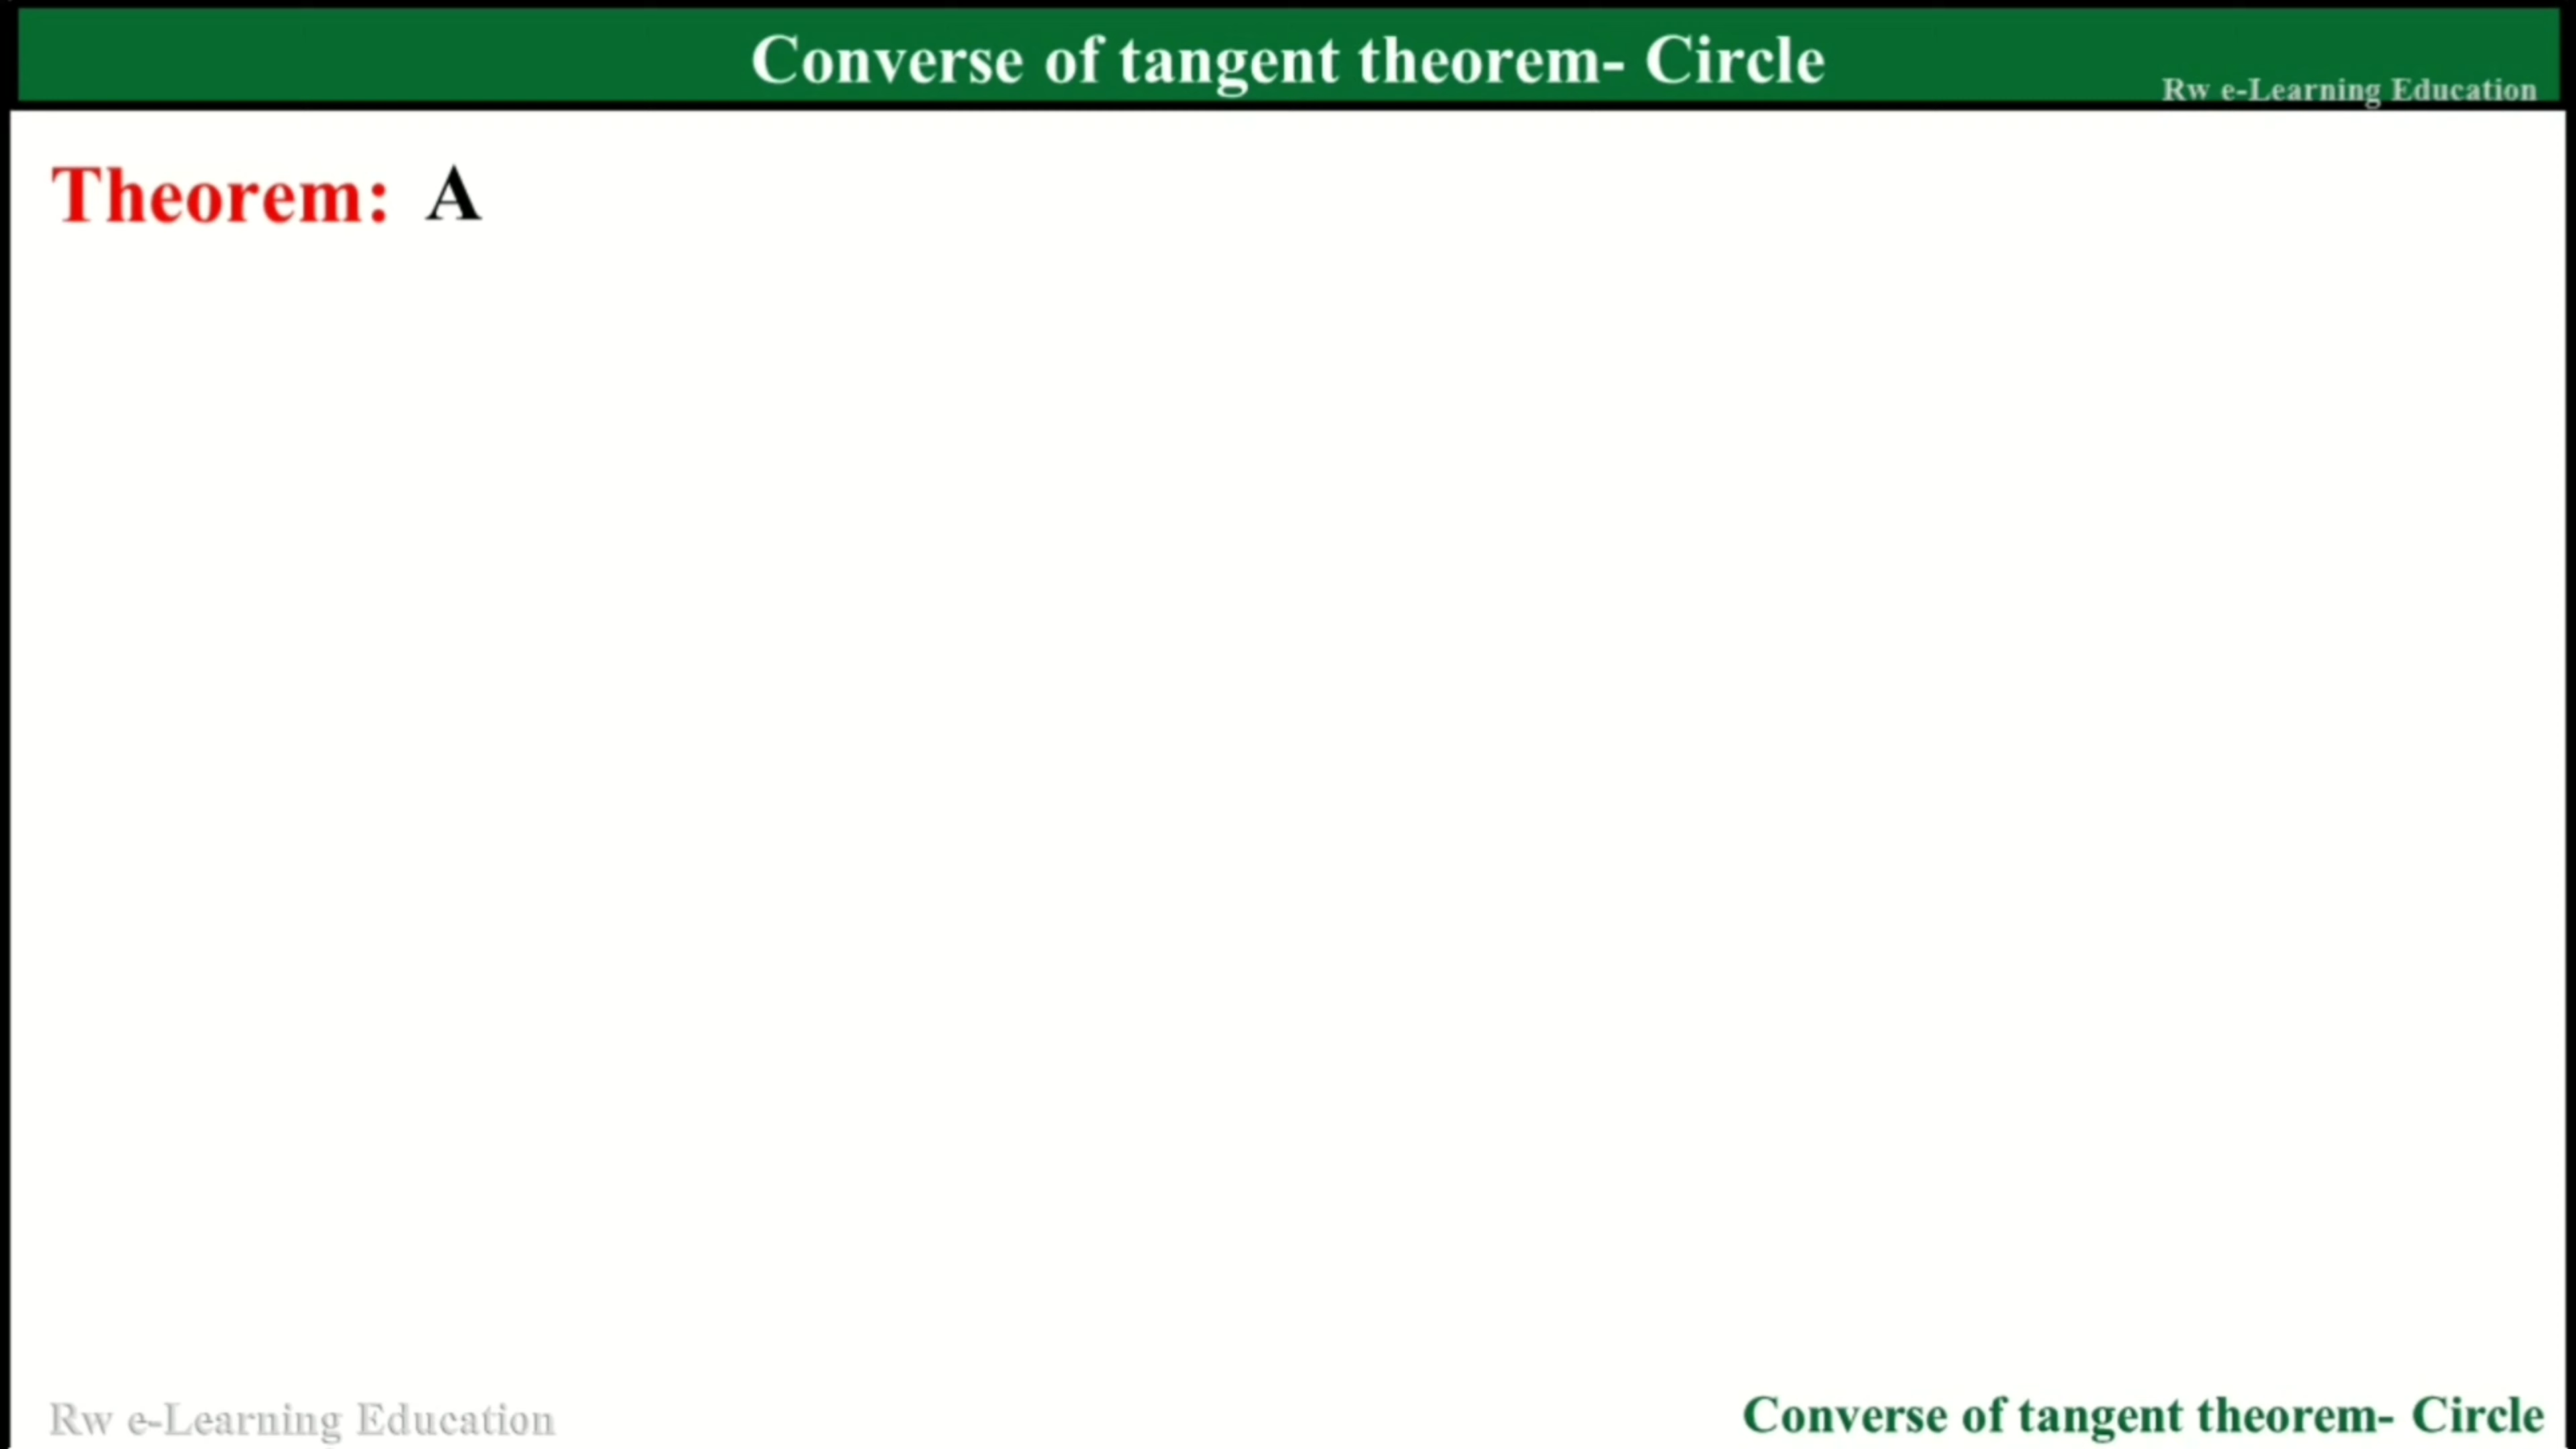 Converse of tangent theorem- Circle
Rw e-Learning Education
Theorem: A
Rw e-Learning Education
Converse of tangent theorem- Circle